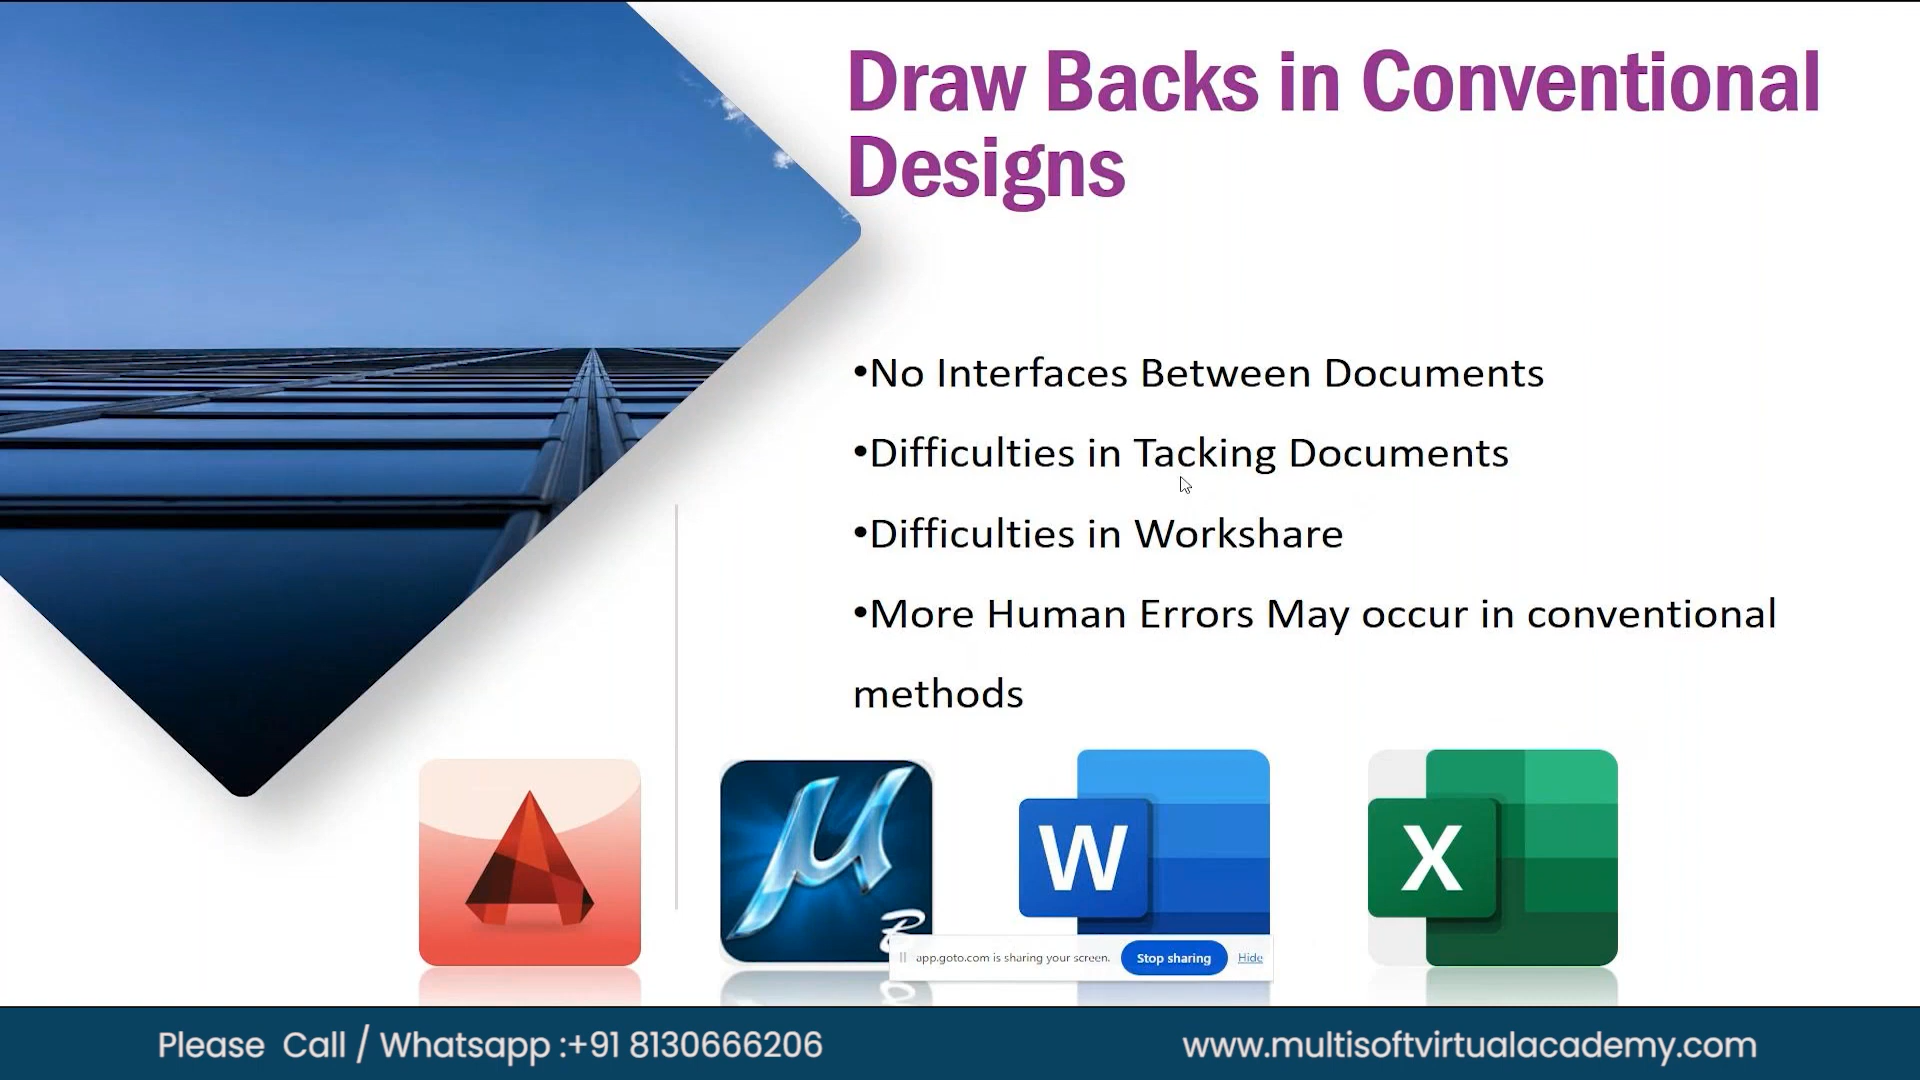 Draw Backs in Conventional
Designs
•No Interfaces Between Documents
•Difficulties in Tacking Documents
•Difficulties in Workshare
•More Human Errors May occur in conventional
methods
µ
B
W
X
app.goto.com is sharing your screen.
Stop sharing
Hide
Please Call / Whatsapp :+91 8130666206
www.multisoftvirtualacademy.com